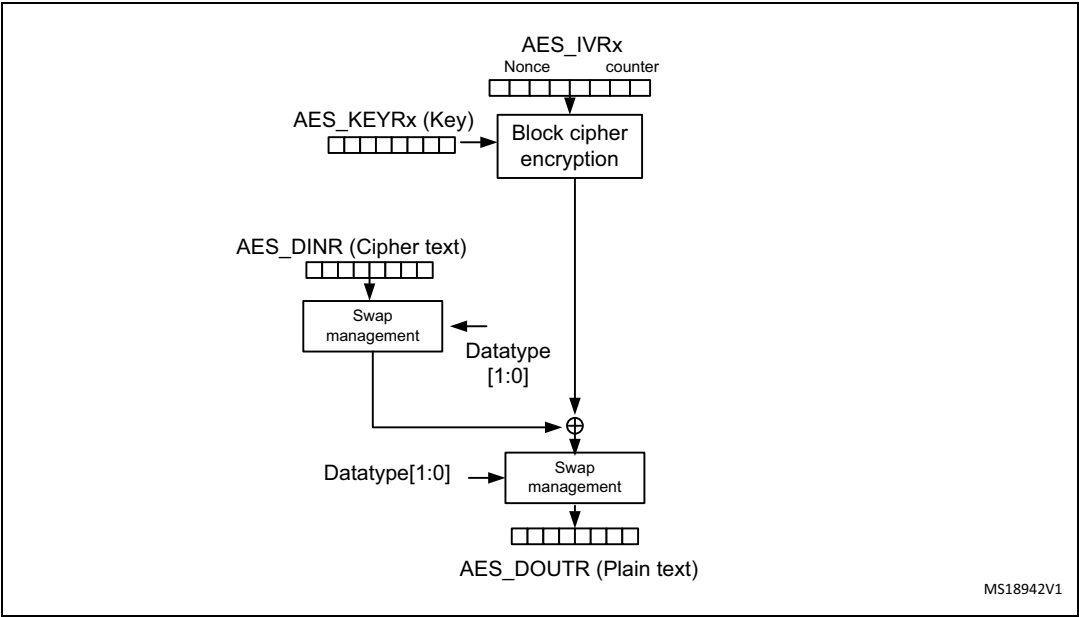 AES_IVRx
Nonce counter
AES_KEYRx (Key)
Block cipher
encryption
AES_DINR (Cipher text)
Swap
management
Datatype
[1:0]
Datatype[1:0]
Swap
management
AES_DOUTR (Plain text)
MS18942V1